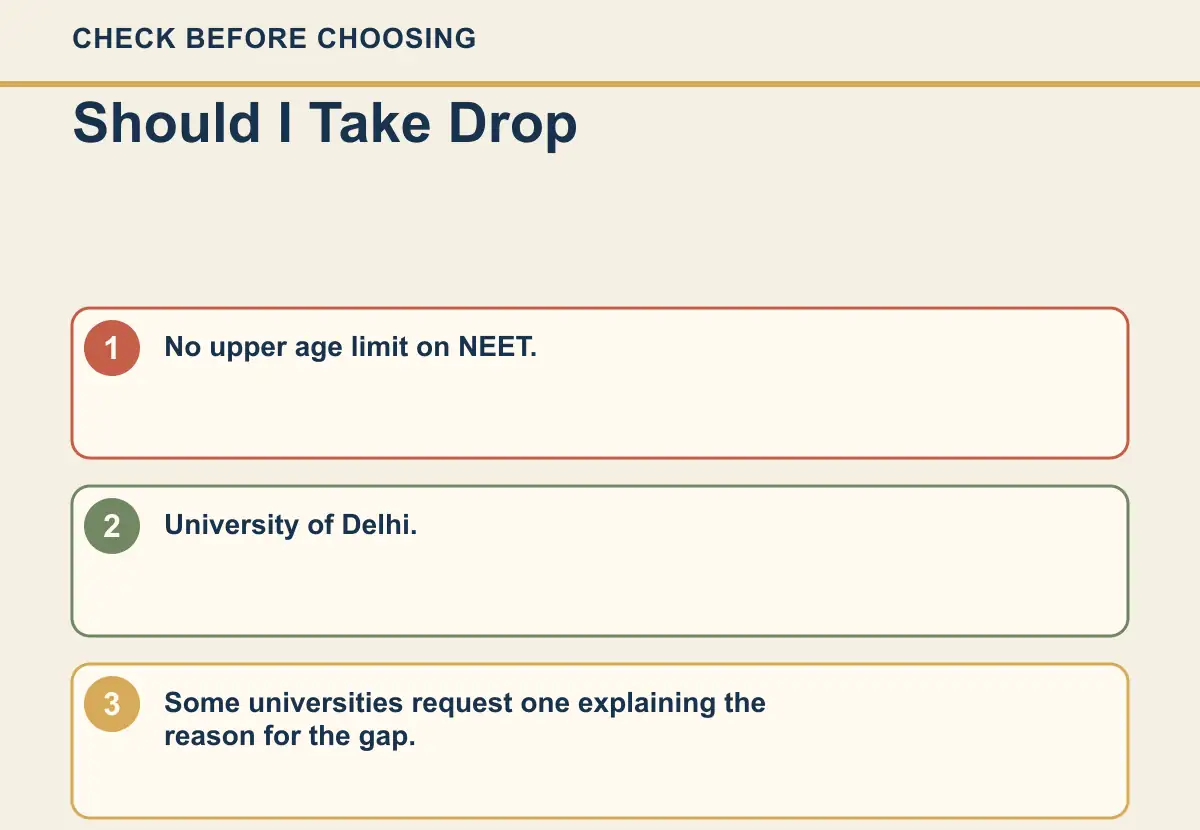 CHECK BEFORE CHOOSING
Should I Take Drop
1
No upper age limit on NEET.
2
University of Delhi.
3
Some universities request one explaining the
reason for the gap.